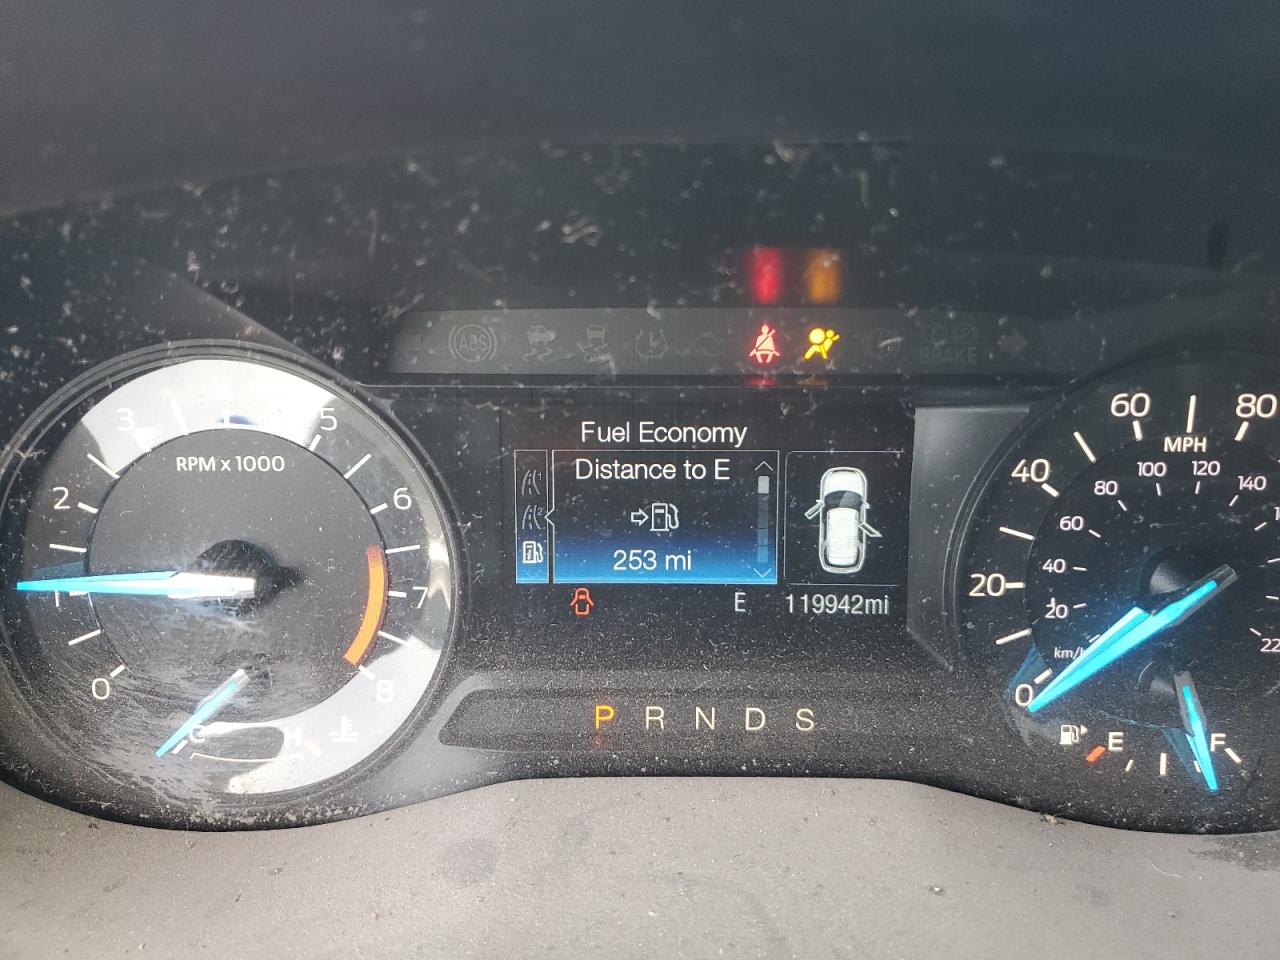 ABS
BRAKE
0 1 2 3 4 5 6 7 8
RPM x 1000
C H
Fuel Economy
Distance to E
253 mi
E
119942mi
P R N D S
0 20 40 60 80
MPH
km/h
20 40 60 80 100 120 140
22
E F